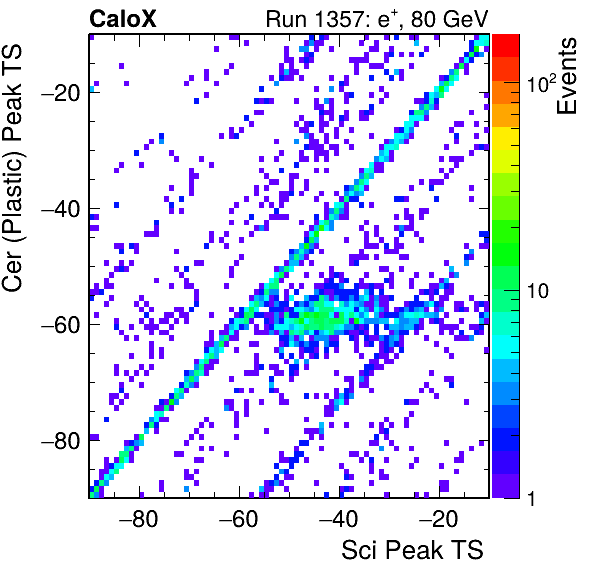 CaloX
Run 1357: e⁺, 80 GeV
Cer (Plastic) Peak TS
−20
−40
−60
−80
−80
−60
−40
−20
Sci Peak TS
Events
10²
10
1